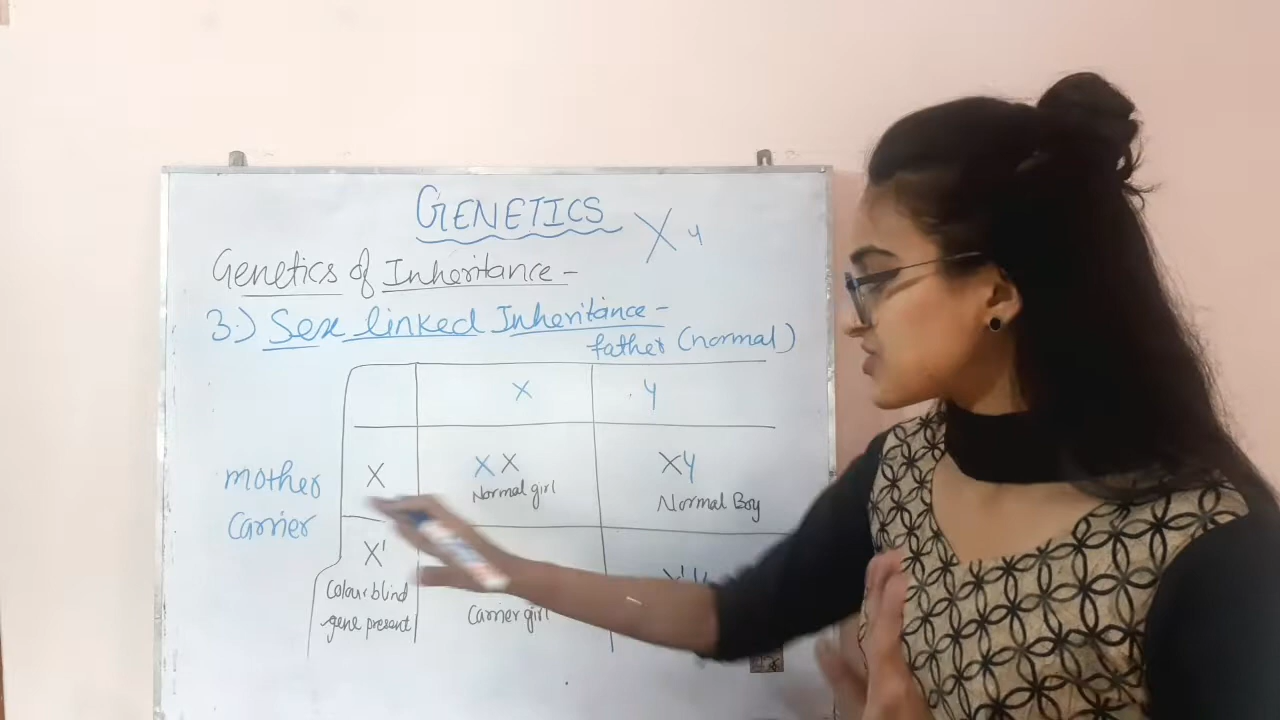 GENETICS X Y
Genetics of Inheritance -
3.) Sex linked Inheritance -
father (normal)
X Y
X XX XY
Normal girl Normal Boy
mother
Carrier
X'
Colour blind
gene present
Carrier girl